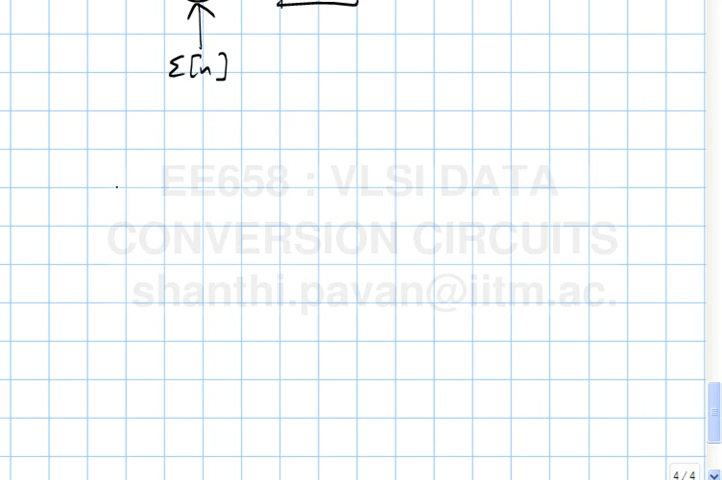 Σ[n]
EE658 : VLSI DATA
CONVERSION CIRCUITS
shanthi.pavan@iitm.ac.
4/4